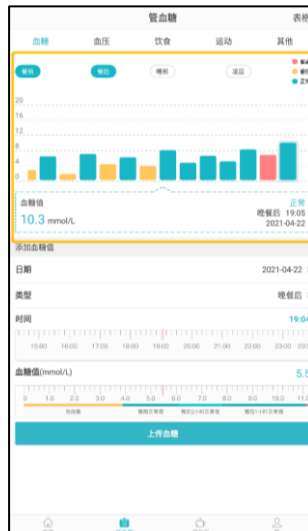 管血糖 表格
血糖 血压 饮食 运动 其他
餐前 餐后 睡前 凌晨
正常
20
16
12
8
4
0
血糖值 正常
10.3 mmol/L 晚餐后 19:05
2021-04-22
添加血糖值
日期 2021-04-22
类型 晚餐后
时间 19:04
15:00 16:00 17:00 18:00 19:00 20:00 21:00 22:00 23:00
血糖值(mmol/L) 5.5
0 1.0 2.0 3.0 4.0 5.0 6.0 7.0 8.0 9.0 10.0 11.0
上传血糖